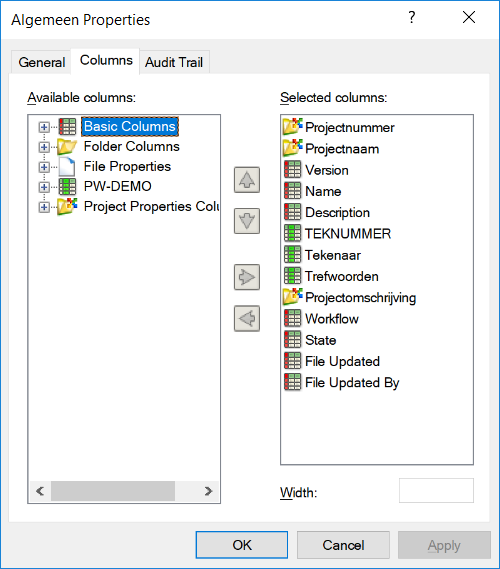 Algemeen Properties
?
General
Columns
Audit Trail
Available columns:
Basic Columns
Folder Columns
File Properties
PW-DEMO
Project Properties Colu
Selected columns:
Projectnummer
Projectnaam
Version
Name
Description
TEKNUMMER
Tekenaar
Trefwoorden
Projectomschrijving
Workflow
State
File Updated
File Updated By
Width:
OK
Cancel
Apply